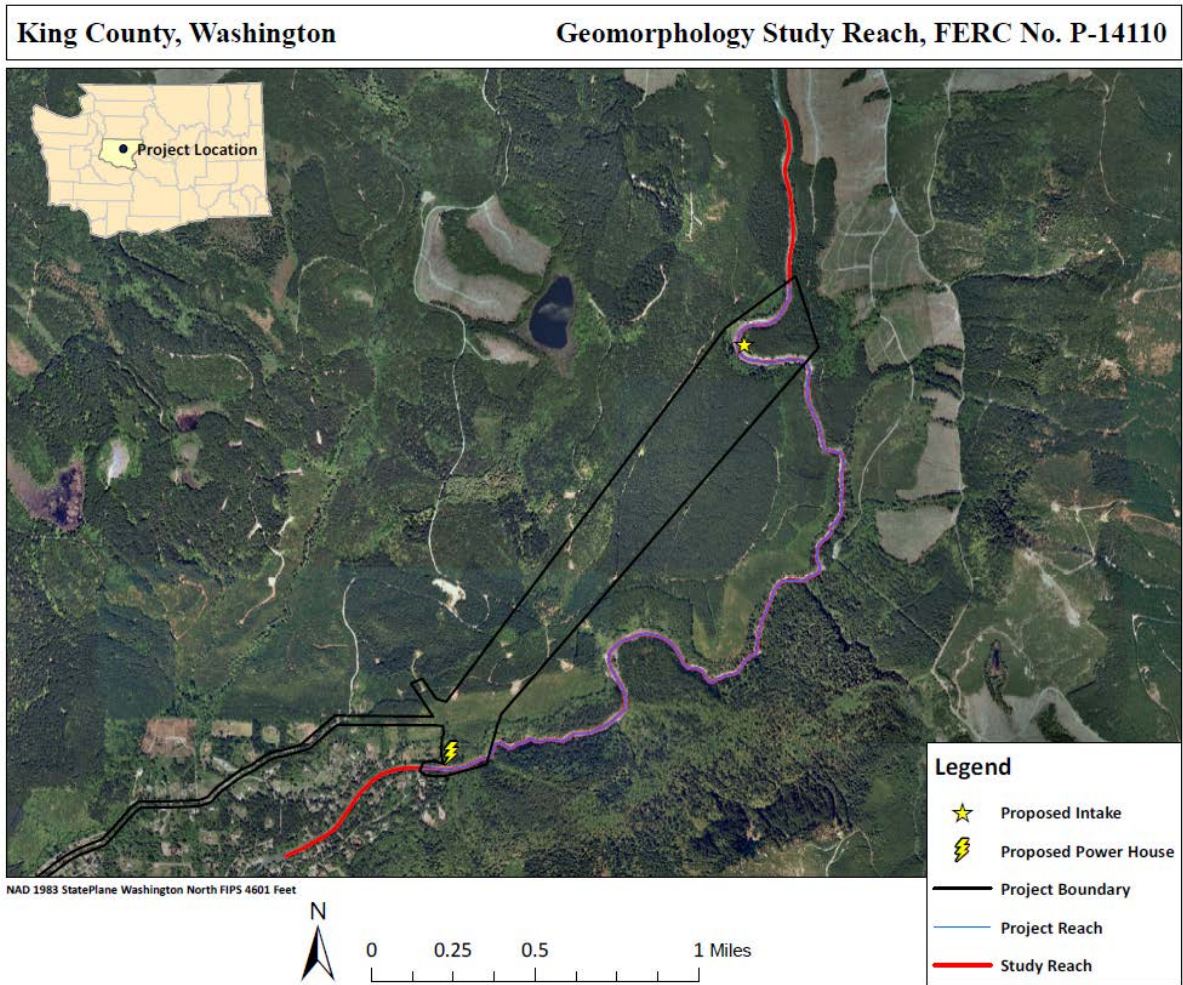 King County, Washington
Geomorphology Study Reach, FERC No. P-14110
Project Location
Legend
Proposed Intake
Proposed Power House
Project Boundary
Project Reach
Study Reach
NAD 1983 StatePlane Washington North FIPS 4601 Feet
N
0 0.25 0.5 1 Miles